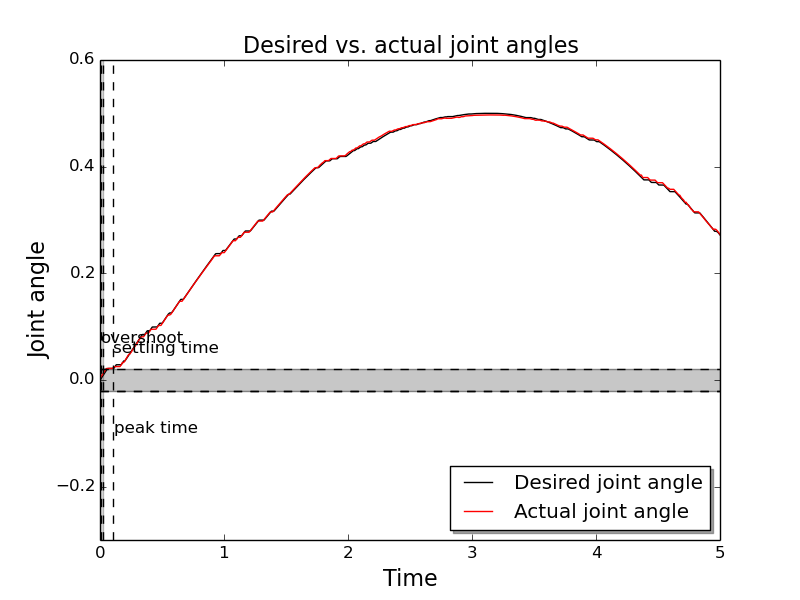 Desired vs. actual joint angles
0.6
0.4
0.2
0.0
−0.2
Joint angle
overshoot
settling time
peak time
Desired joint angle
Actual joint angle
0 1 2 3 4 5
Time